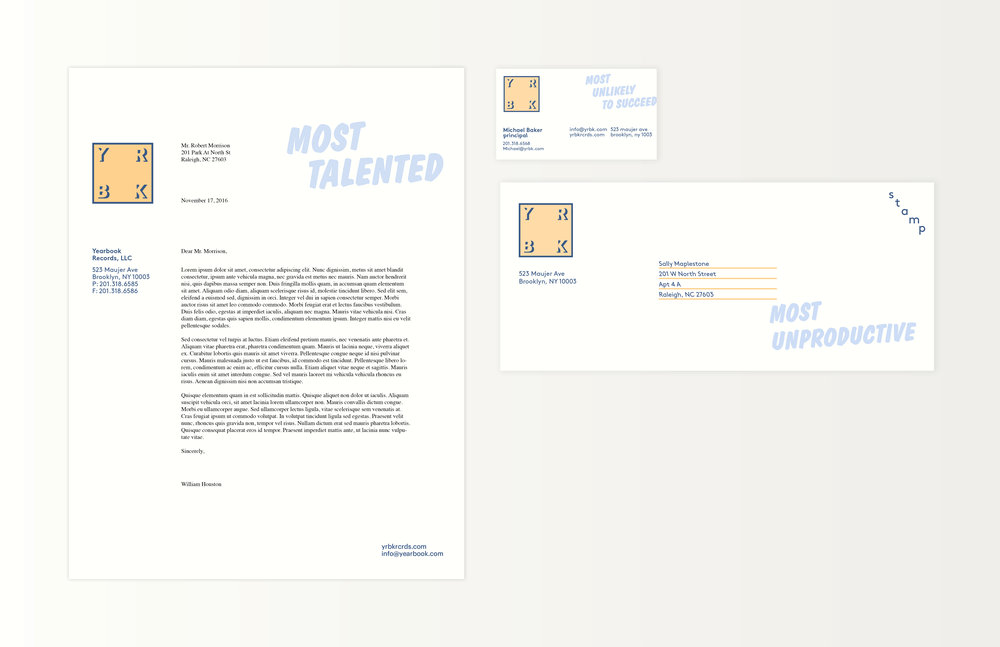 Y R
B K
MOST
TALENTED
Mr. Robert Morrison
201 Park At North St
Raleigh, NC 27603
November 17, 2016
Yearbook
Records, LLC
523 Maujer Ave
Brooklyn, NY 10003
P: 201.318.6585
F: 201.318.6586
Dear Mr. Morrison,
Lorem ipsum dolor sit amet, consectetur adipiscing elit. Nunc dignissim, metus sit amet blandit
consectetur, ipsum ante vehicula magna, nec gravida est metus nec mauris. Nam auctor hendrerit
nisi, quis dapibus massa semper non. Duis fringilla mollis quam, in accumsan quam elementum
sit amet. Aliquam odio diam, aliquam scelerisque risus id, molestie tincidunt libero. Sed elit sem,
eleifend a euismod sed, dignissim in orci. Integer vel dui in sapien consectetur semper. Morbi
auctor risus sit amet leo commodo commodo. Morbi feugiat erat et lectus faucibus vestibulum.
Duis felis odio, egestas at imperdiet iaculis, aliquam nec magna. Mauris vitae vehicula nisi. Cras
diam diam, egestas quis sapien mollis, condimentum elementum ipsum. Integer mattis nisi eu velit
pellentesque sodales.
Sed consectetur vel turpis at luctus. Etiam eleifend pretium mauris, nec venenatis ante pharetra et.
Aliquam vitae pharetra erat, pharetra condimentum quam. Mauris ut lacinia neque, viverra aliquet
ex. Curabitur lobortis quis mauris sit amet viverra. Pellentesque congue neque id nisi pulvinar
cursus. Mauris malesuada justo ut est faucibus, id commodo est tincidunt. Pellentesque libero lo-
rem, condimentum ac enim ac, efficitur cursus nulla. Etiam aliquet vitae neque et sagittis. Mauris
iaculis enim sit amet interdum congue. Sed vel mauris laoreet mi vehicula vehicula rhoncus eu
risus. Aenean dignissim nisi non accumsan tristique.
Quisque elementum quam in est sollicitudin mattis. Quisque aliquet non dolor ut iaculis. Aliquam
suscipit vehicula orci, sit amet lacinia lorem ullamcorper non. Mauris convallis dictum congue.
Morbi eu ullamcorper augue. Sed ullamcorper lectus ligula, vitae scelerisque sem venenatis at.
Cras feugiat ipsum ut commodo volutpat. In volutpat tincidunt ligula sed egestas. Praesent velit
nunc, rhoncus quis gravida non, tempor vel risus. Nullam dictum erat sed mauris pharetra lobortis.
Quisque consequat placerat eros id tempor. Praesent imperdiet mattis ante, ut lacinia nunc vulpu-
tate vitae.
Sincerely,
William Houston
yrbkrcrds.com
info@yearbook.com
Y R
B K
MOST
UNLIKELY
TO SUCCEED
Michael Baker
principal
201.318.6568
Michael@yrbk.com
info@yrbk.com
yrbkrcrds.com
523 maujer ave
brooklyn, ny 1003
Y R
B K
523 Maujer Ave
Brooklyn, NY 10003
stamp
Sally Maplestone
201 W North Street
Apt 4 A
Raleigh, NC 27603
MOST
UNPRODUCTIVE